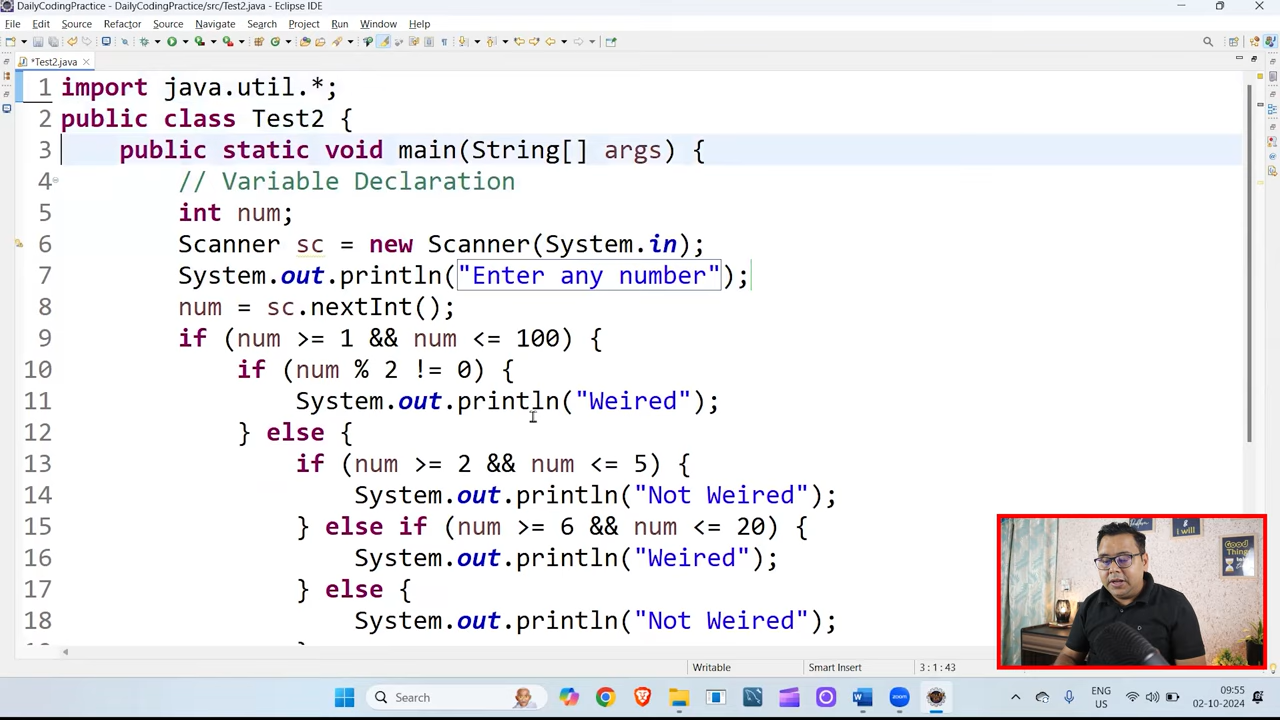 DailyCodingPractice - DailyCodingPractice/src/Test2.java - Eclipse IDE
File Edit Source Refactor Source Navigate Search Project Run Window Help
*Test2.java
1 import java.util.*;
2 public class Test2 {
3 public static void main(String[] args) {
4 // Variable Declaration
5 int num;
6 Scanner sc = new Scanner(System.in);
7 System.out.println("Enter any number");
8 num = sc.nextInt();
9 if (num >= 1 && num <= 100) {
10 if (num % 2 != 0) {
11 System.out.println("Weired");
12 } else {
13 if (num >= 2 && num <= 5) {
14 System.out.println("Not Weired");
15 } else if (num >= 6 && num <= 20) {
16 System.out.println("Weired");
17 } else {
18 System.out.println("Not Weired");
i will
Good
Writable Smart Insert 3 : 1 : 43
Search
ENG
US
09:55
02-10-2024